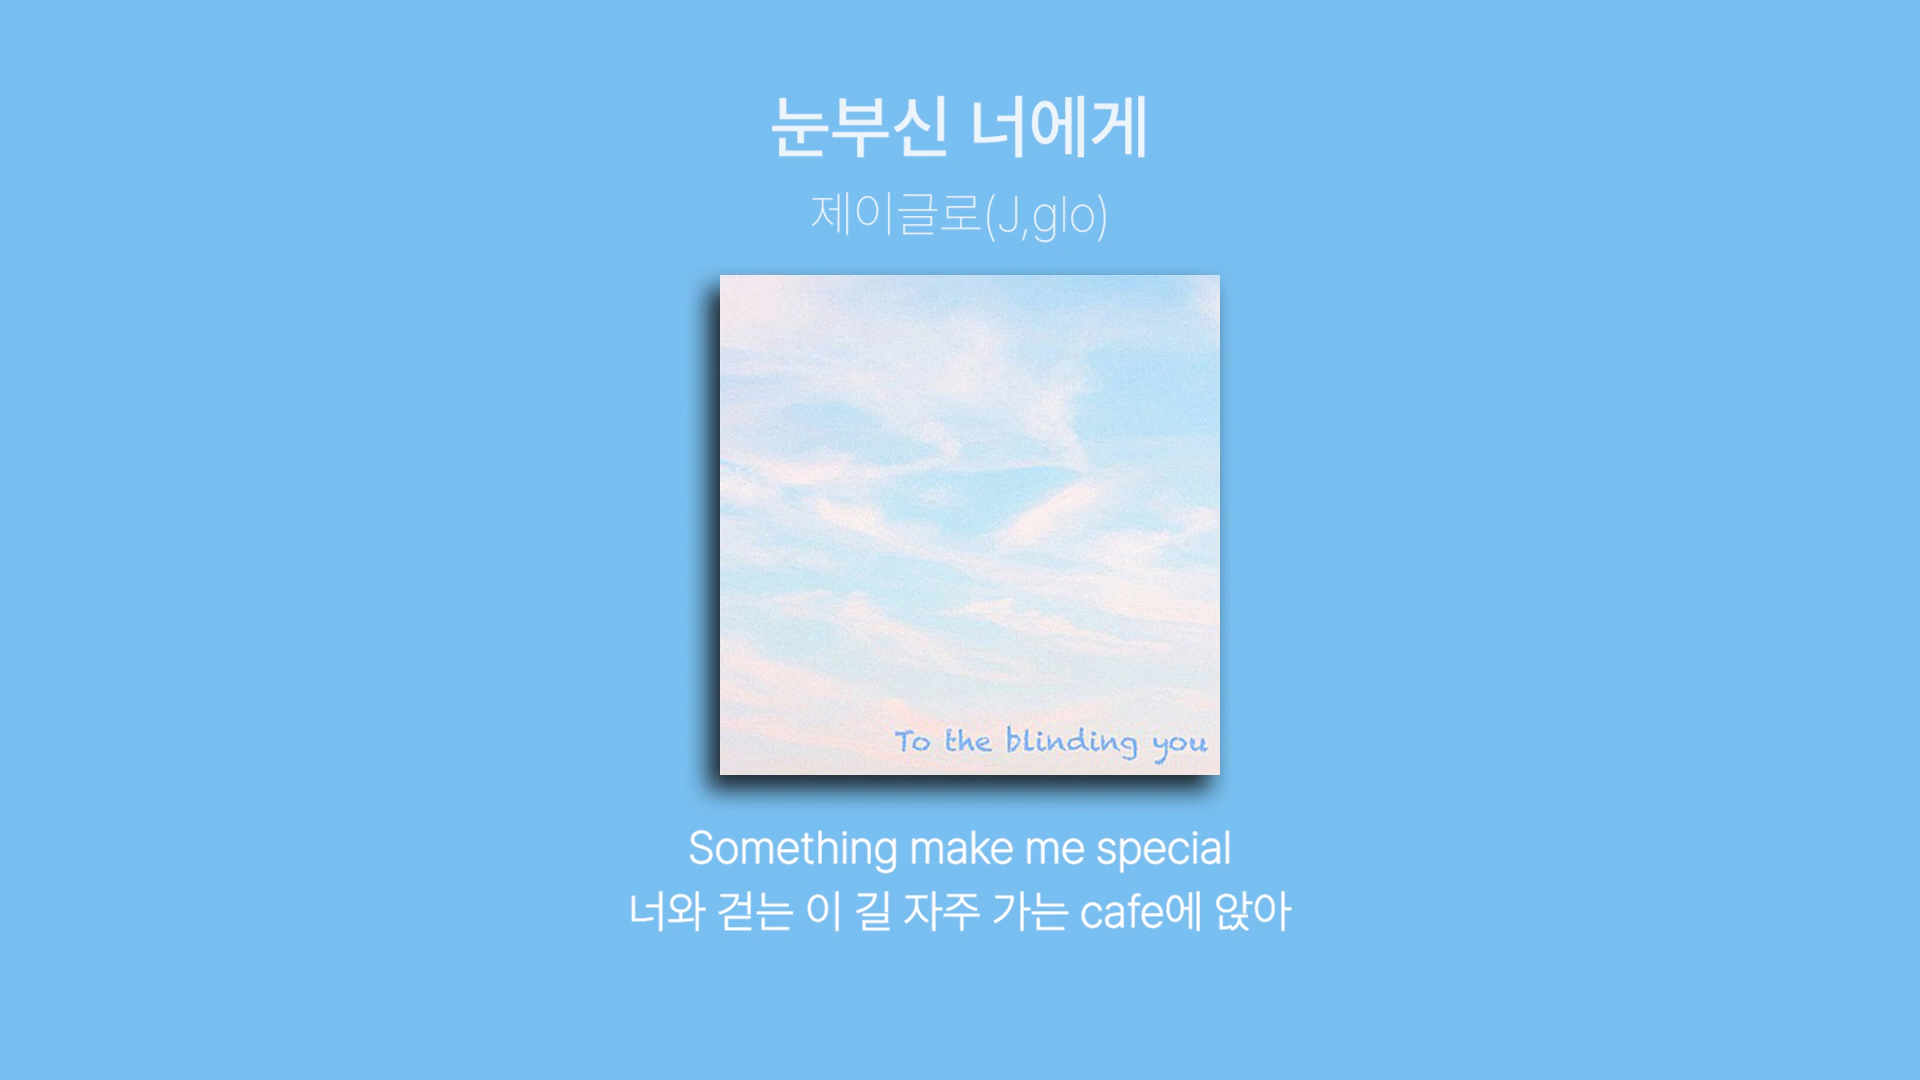 눈부신 너에게
제이글로(J,glo)
To the blinding you
Something make me special
너와 걷는 이 길 자주 가는 cafe에 앉아